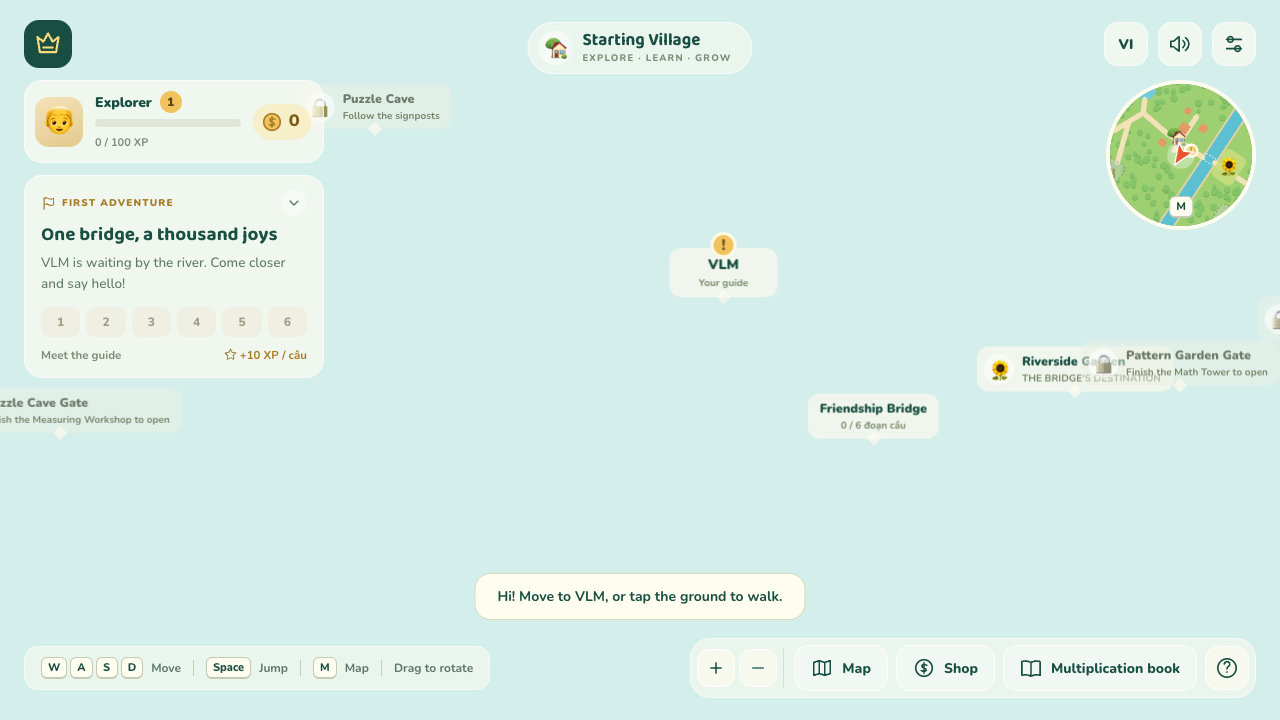 Starting Village
EXPLORE · LEARN · GROW
VI
Explorer 1
0
0 / 100 XP
Puzzle Cave
Follow the signposts
M
FIRST ADVENTURE
One bridge, a thousand joys
VLM is waiting by the river. Come closer
and say hello!
1 2 3 4 5 6
Meet the guide
+10 XP / câu
!
VLM
Your guide
Riverside Garden
THE BRIDGE'S DESTINATION
Pattern Garden Gate
Finish the Math Tower to open
zzle Cave Gate
ish the Measuring Workshop to open
Friendship Bridge
0 / 6 đoạn cầu
Hi! Move to VLM, or tap the ground to walk.
W A S D Move Space Jump M Map Drag to rotate
+ − Map Shop Multiplication book ?